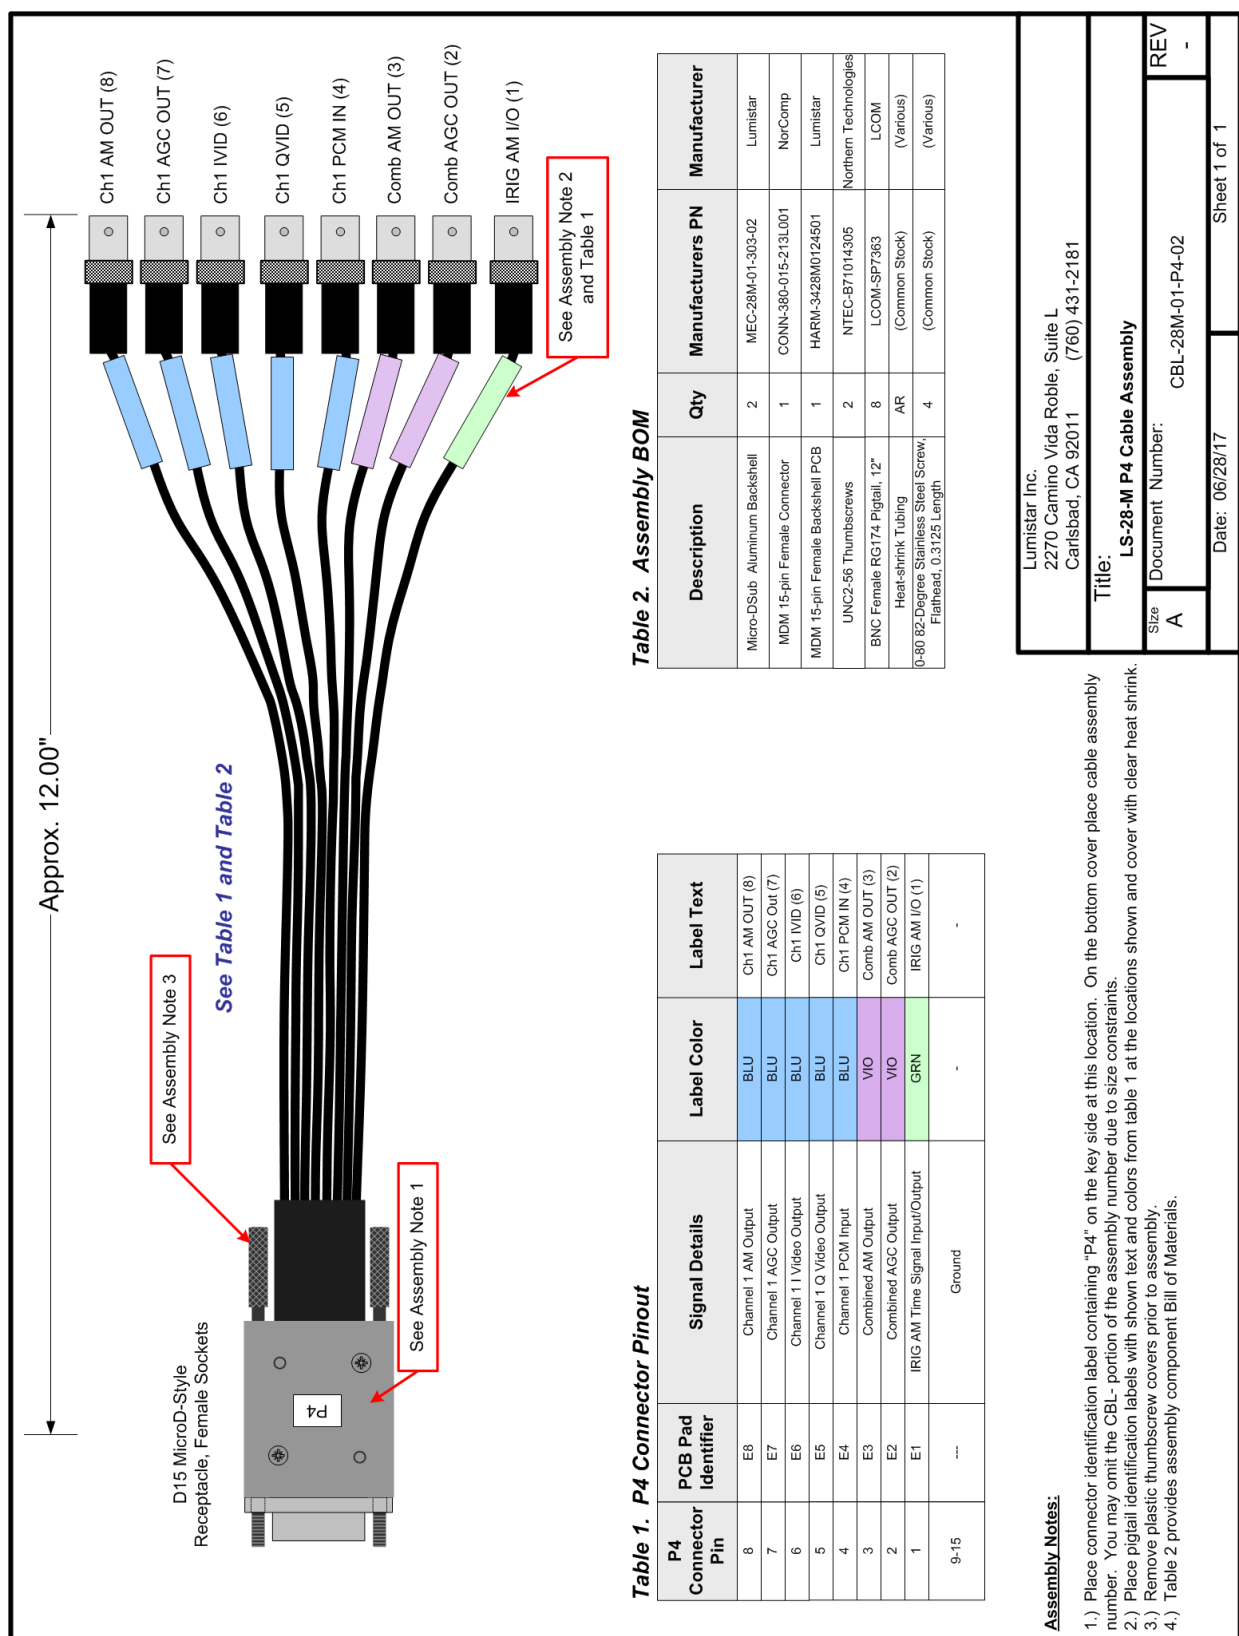 Approx. 12.00"
D15 MicroD-Style
Receptacle, Female Sockets
P4
See Assembly Note 3
See Assembly Note 1
See Table 1 and Table 2
Ch1 AM OUT (8)
Ch1 AGC OUT (7)
Ch1 IVID (6)
Ch1 QVID (5)
Ch1 PCM IN (4)
Comb AM OUT (3)
Comb AGC OUT (2)
IRIG AM I/O (1)
See Assembly Note 2
and Table 1
Table 1. P4 Connector Pinout
P4 Connector Pin PCB Pad Identifier Signal Details Label Color Label Text
8 E8 Channel 1 AM Output BLU Ch1 AM OUT (8)
7 E7 Channel 1 AGC Output BLU Ch1 AGC Out (7)
6 E6 Channel 1 I Video Output BLU Ch1 IVID (6)
5 E5 Channel 1 Q Video Output BLU Ch1 QVID (5)
4 E4 Channel 1 PCM Input BLU Ch1 PCM IN (4)
3 E3 Combined AM Output VIO Comb AM OUT (3)
2 E2 Combined AGC Output VIO Comb AGC OUT (2)
1 E1 IRIG AM Time Signal Input/Output GRN IRIG AM I/O (1)
9-15 --- Ground - -
Table 2. Assembly BOM
Description Qty Manufacturers PN Manufacturer
Micro-DSub Aluminum Backshell 2 MEC-28M-01-303-02 Lumistar
MDM 15-pin Female Connector 1 CONN-380-015-213L001 NorComp
MDM 15-pin Female Backshell PCB 1 HARM-3428M0124501 Lumistar
UNC2-56 Thumbscrews 2 NTEC-B71014305 Northern Technologies
BNC Female RG174 Pigtail, 12" 8 LCOM-SP7363 LCOM
Heat-shrink Tubing AR (Common Stock) (Various)
0-80 82-Degree Stainless Steel Screw, Flathead, 0.3125 Length 4 (Common Stock) (Various)
Assembly Notes:
1.) Place connector identification label containing "P4" on the key side at this location. On the bottom cover place cable assembly
number. You may omit the CBL- portion of the assembly number due to size constraints.
2.) Place pigtail identification labels with shown text and colors from table 1 at the locations shown and cover with clear heat shrink.
3.) Remove plastic thumbscrew covers prior to assembly.
4.) Table 2 provides assembly component Bill of Materials.
Lumistar Inc.
2270 Camino Vida Roble, Suite L
Carlsbad, CA 92011 (760) 431-2181
Title:
LS-28-M P4 Cable Assembly
Size
A
Document Number:
CBL-28M-01-P4-02
REV
-
Date: 06/28/17
Sheet 1 of 1